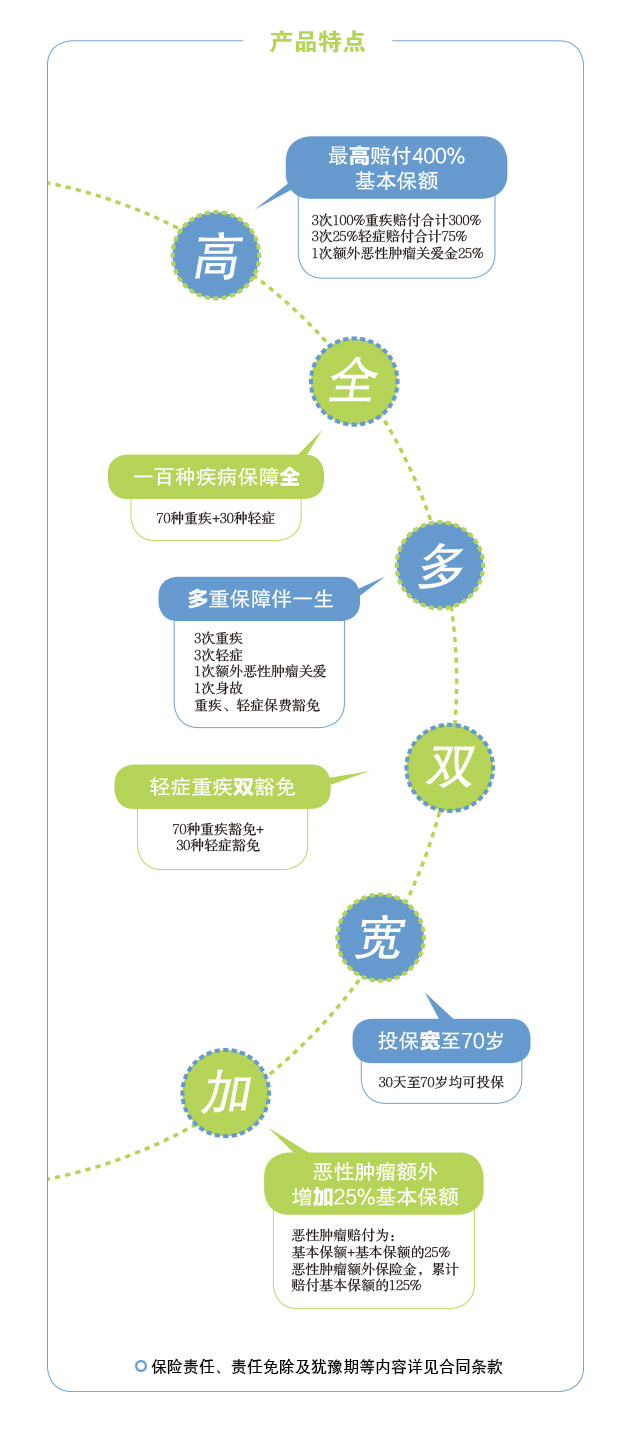 产品特点
最高赔付400%
基本保额
3次100%重疾赔付合计300%
3次25%轻症赔付合计75%
1次额外恶性肿瘤关爱金25%
高
全
一百种疾病保障全
70种重疾+30种轻症
多
多重保障伴一生
3次重疾
3次轻症
1次额外恶性肿瘤关爱
1次身故
重疾、轻症保费豁免
双
轻症重疾双豁免
70种重疾豁免+
30种轻症豁免
宽
投保宽至70岁
30天至70岁均可投保
加
恶性肿瘤额外
增加25%基本保额
恶性肿瘤赔付为：
基本保额+基本保额的25%
恶性肿瘤额外保险金，累计
赔付基本保额的125%
保险责任、责任免除及犹豫期等内容详见合同条款